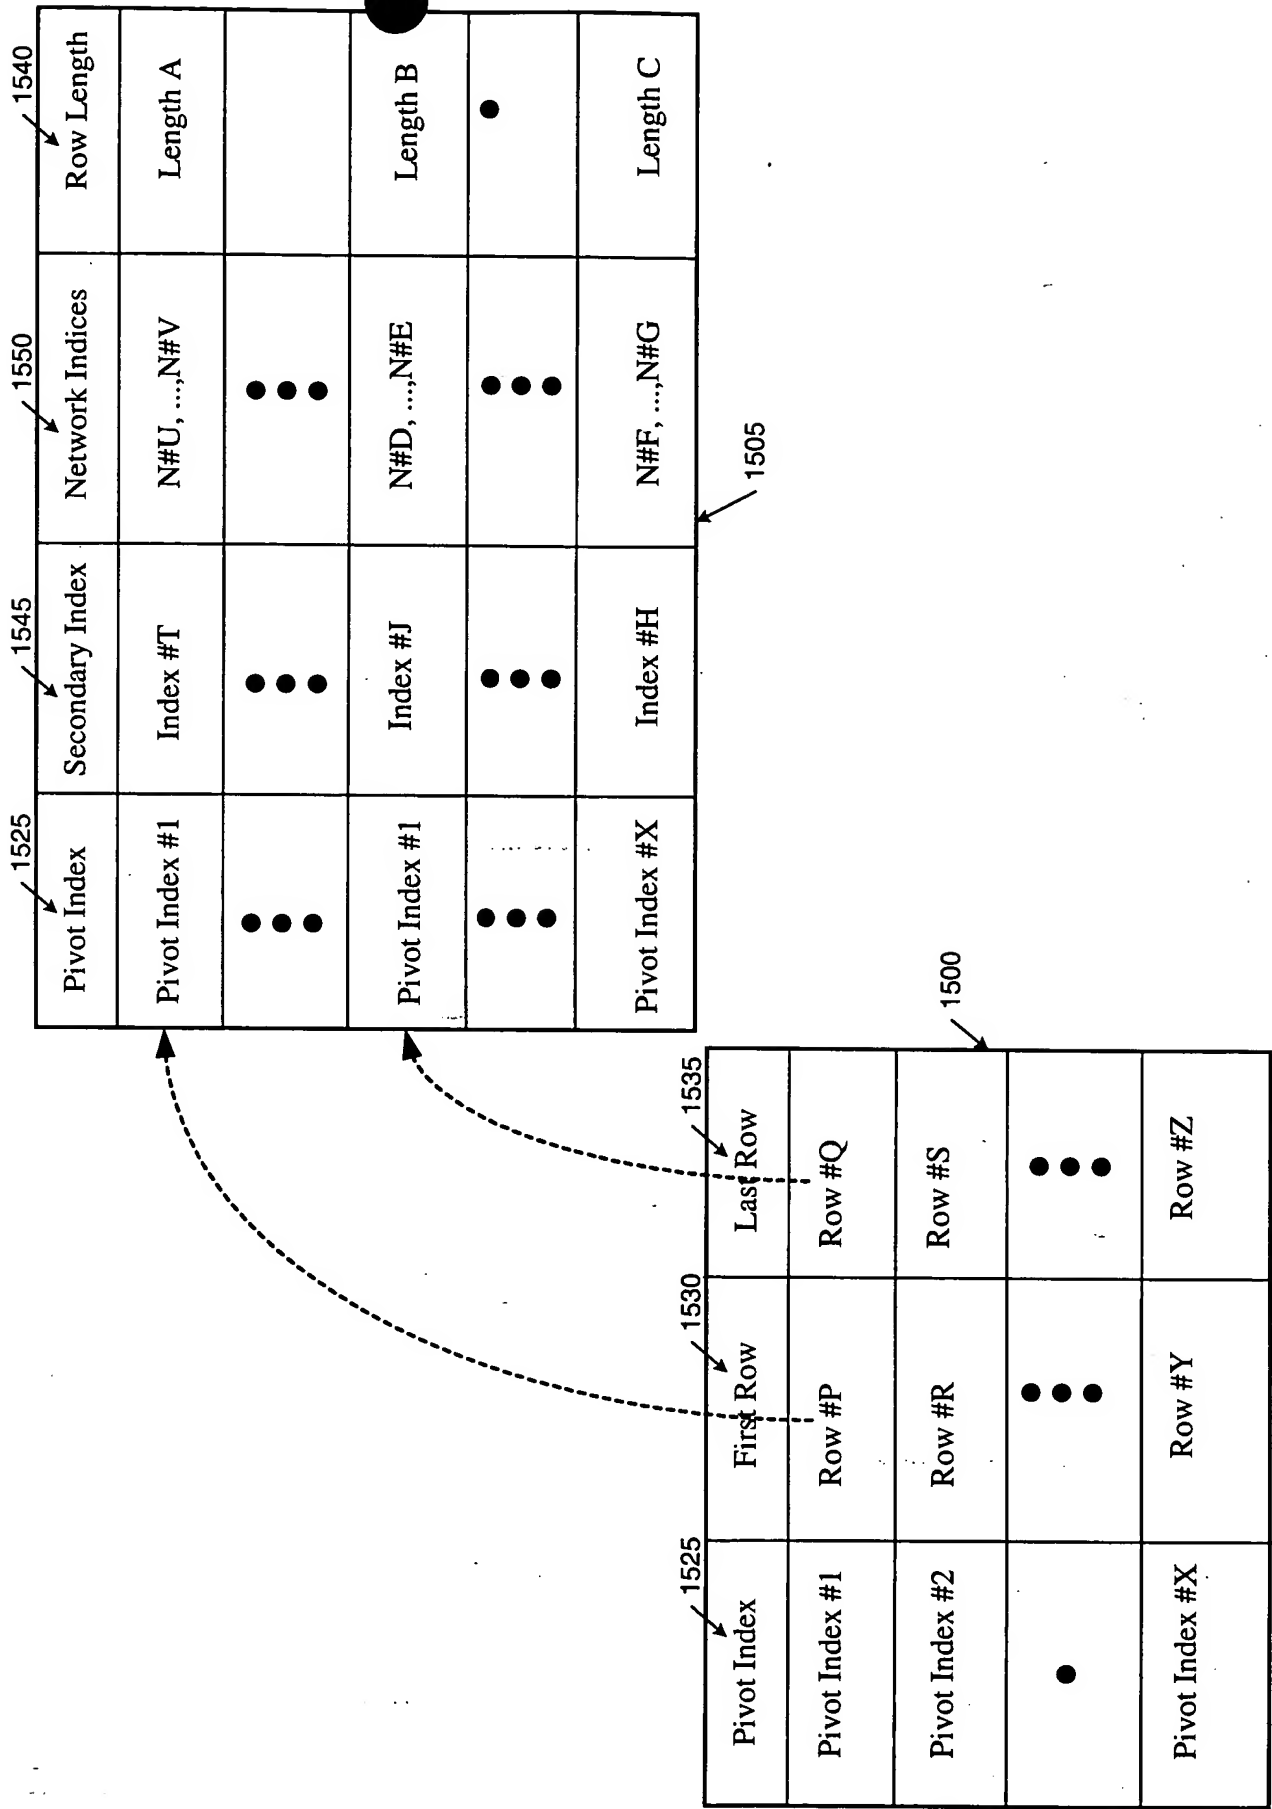 1525
1545
1550
1540
Pivot Index
Secondary Index
Network Indices
Row Length
Pivot Index #1
Index #T
N#U, ...,N#V
Length A
Pivot Index #1
Index #J
N#D, ...,N#E
Length B
Pivot Index #X
Index #H
N#F, ...,N#G
Length C
1505
1525
1530
1535
1500
Pivot Index
First Row
Last Row
Pivot Index #1
Row #P
Row #Q
Pivot Index #2
Row #R
Row #S
Pivot Index #X
Row #Y
Row #Z